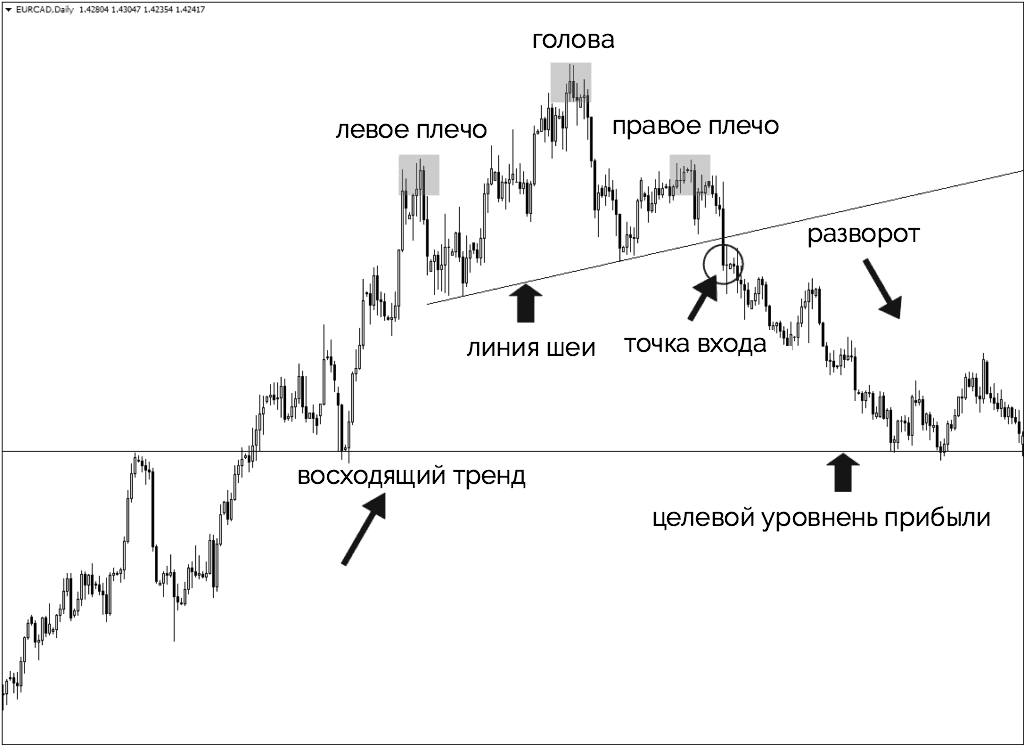 EURCAD,Daily 1.42804 1.43047 1.42354 1.42417
голова
левое плечо
правое плечо
разворот
линия шеи
точка входа
восходящий тренд
целевой уровнень прибыли